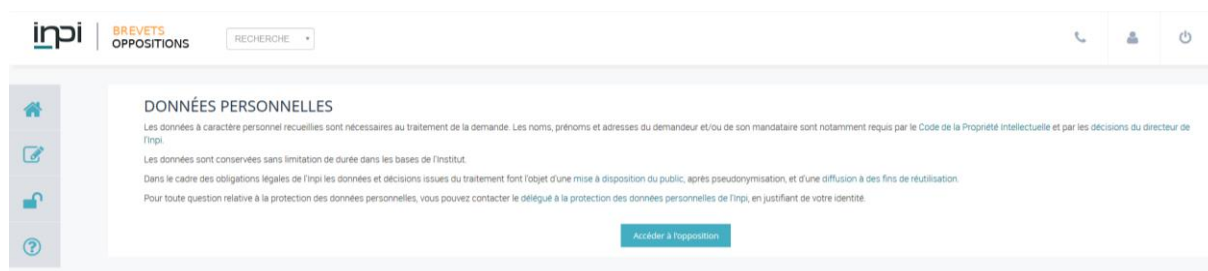 inpi
BREVETS
OPPOSITIONS
RECHERCHE
DONNÉES PERSONNELLES
Les données à caractère personnel recueillies sont nécessaires au traitement de la demande. Les noms, prénoms et adresses du demandeur et/ou de son mandataire sont notamment requis par le Code de la Propriété Intellectuelle et par les décisions du directeur de
l'Inpi.
Les données sont conservées sans limitation de durée dans les bases de l'Institut.
Dans le cadre des obligations légales de l'Inpi les données et décisions issues du traitement font l'objet d'une mise à disposition du public, après pseudonymisation, et d'une diffusion à des fins de réutilisation.
Pour toute question relative à la protection des données personnelles, vous pouvez contacter le délégué à la protection des données personnelles de l'Inpi, en justifiant de votre identité.
Accéder à l'opposition